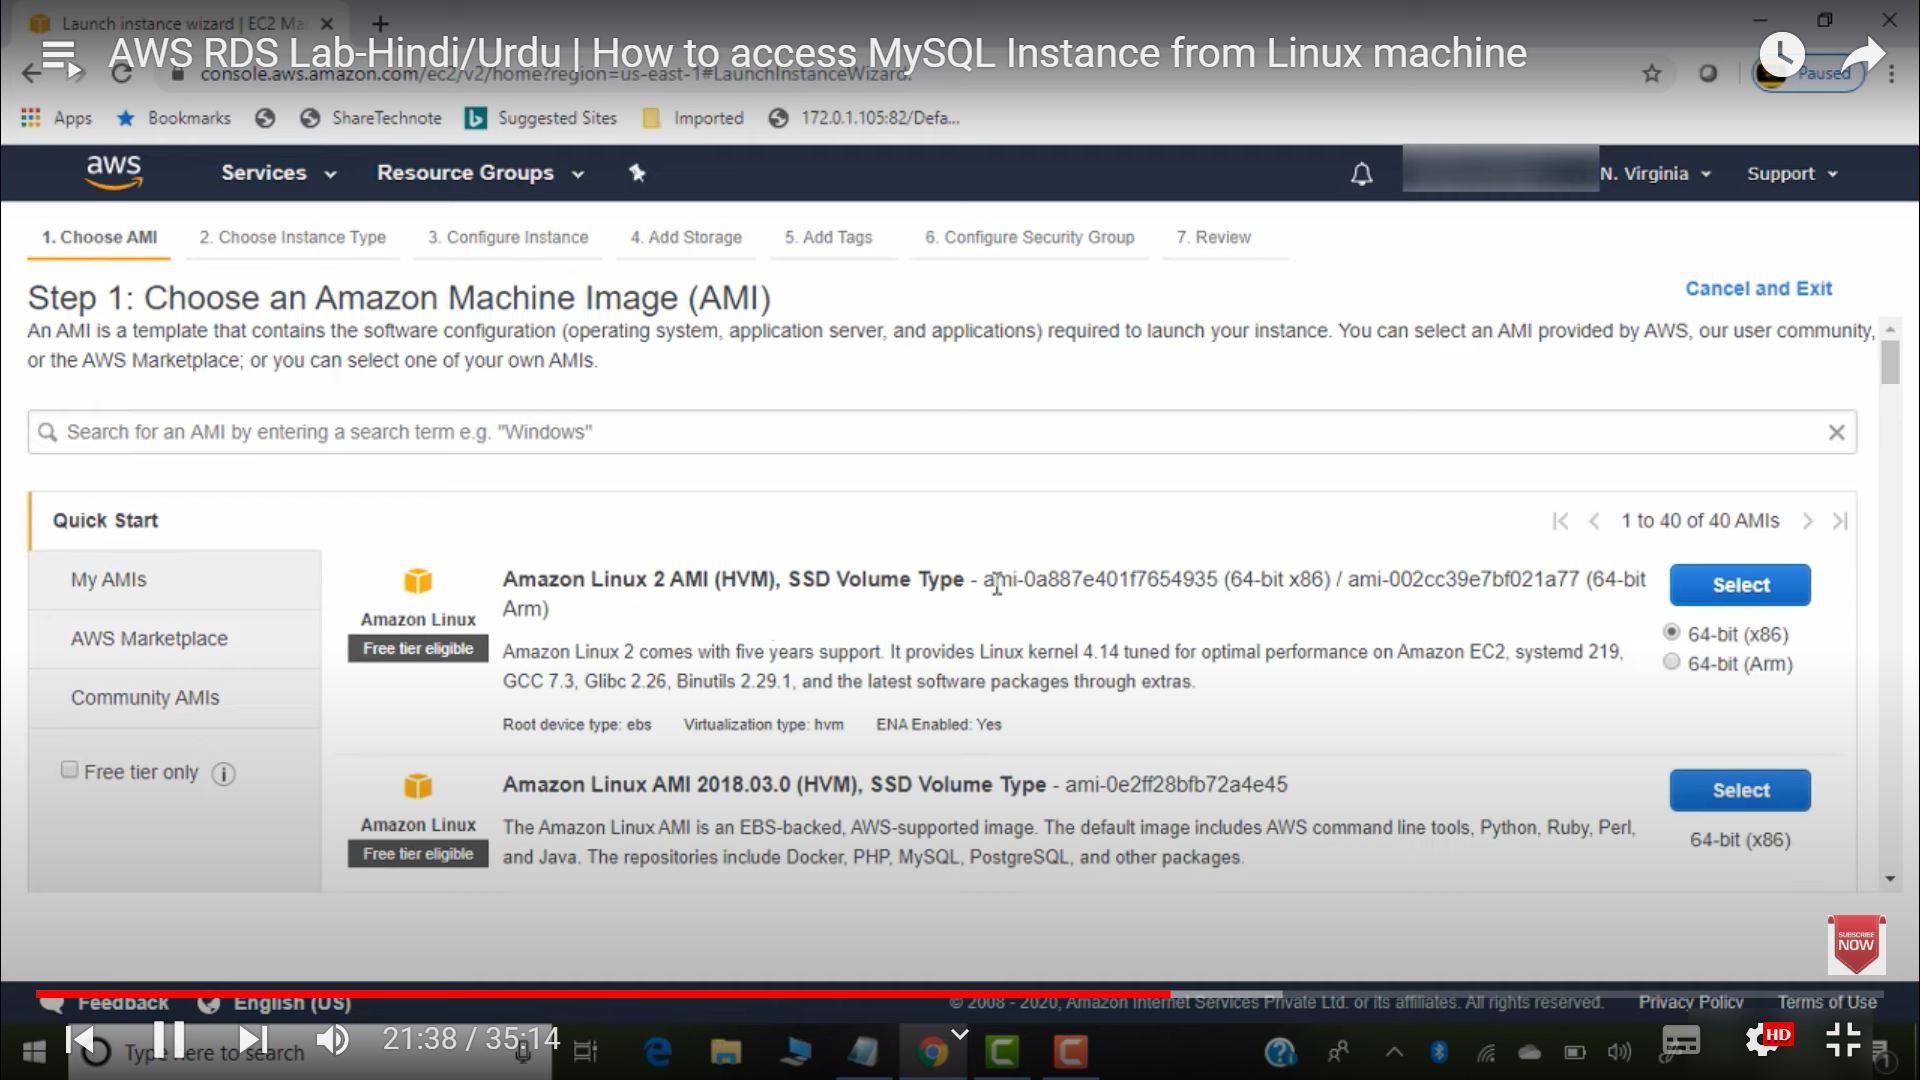 Launch instance wizard | EC2 Ma
AWS RDS Lab-Hindi/Urdu | How to access MySQL Instance from Linux machine
console.aws.amazon.com/ec2/v2/home?region=us-east-1#LaunchInstanceWizard:
Paused
Apps Bookmarks ShareTechnote Suggested Sites Imported 172.0.1.105:82/Defa...
aws Services Resource Groups N. Virginia Support
1. Choose AMI 2. Choose Instance Type 3. Configure Instance 4. Add Storage 5. Add Tags 6. Configure Security Group 7. Review
Step 1: Choose an Amazon Machine Image (AMI)
Cancel and Exit
An AMI is a template that contains the software configuration (operating system, application server, and applications) required to launch your instance. You can select an AMI provided by AWS, our user community,
or the AWS Marketplace; or you can select one of your own AMIs.
Search for an AMI by entering a search term e.g. "Windows"
Quick Start
1 to 40 of 40 AMIs
My AMIs
AWS Marketplace
Community AMIs
Free tier only
Amazon Linux
Free tier eligible
Amazon Linux 2 AMI (HVM), SSD Volume Type - ami-0a887e401f7654935 (64-bit x86) / ami-002cc39e7bf021a77 (64-bit
Arm)
Amazon Linux 2 comes with five years support. It provides Linux kernel 4.14 tuned for optimal performance on Amazon EC2, systemd 219,
GCC 7.3, Glibc 2.26, Binutils 2.29.1, and the latest software packages through extras.
Root device type: ebs Virtualization type: hvm ENA Enabled: Yes
Select
64-bit (x86)
64-bit (Arm)
Amazon Linux
Free tier eligible
Amazon Linux AMI 2018.03.0 (HVM), SSD Volume Type - ami-0e2ff28bfb72a4e45
The Amazon Linux AMI is an EBS-backed, AWS-supported image. The default image includes AWS command line tools, Python, Ruby, Perl,
and Java. The repositories include Docker, PHP, MySQL, PostgreSQL, and other packages.
Select
64-bit (x86)
SUBSCRIBE
NOW
Feedback English (US) © 2008 - 2020, Amazon Internet Services Private Ltd. or its affiliates. All rights reserved. Privacy Policy Terms of Use
Type here to search
21:38 / 35:14
HD
1